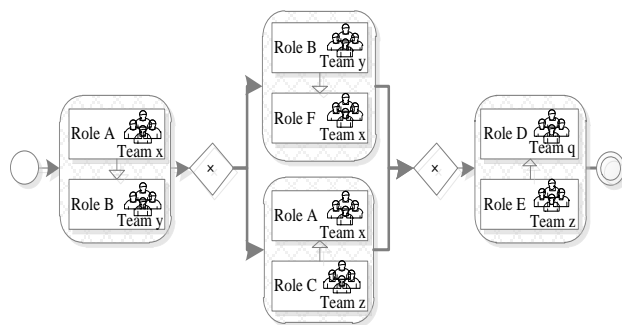 Role A
Team x
Role B
Team y
x
Role B
Team y
Role F
Team x
Role A
Team x
Role C
Team z
x
Role D
Team q
Role E
Team z